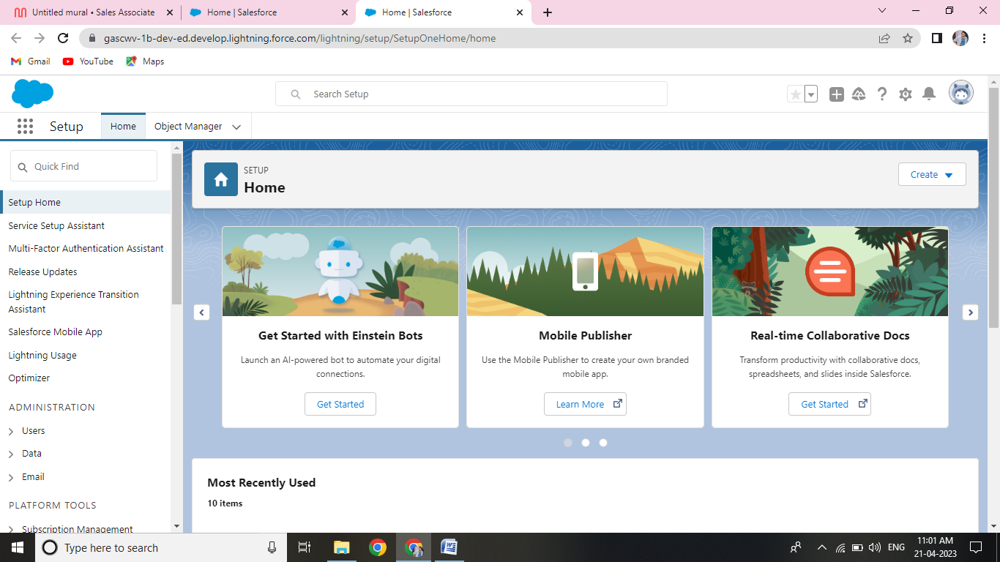 Untitled mural • Sales Associate
Home | Salesforce
Home | Salesforce
gascwv-1b-dev-ed.develop.lightning.force.com/lightning/setup/SetupOneHome/home
Gmail
YouTube
Maps
Search Setup
Setup
Home
Object Manager
Quick Find
Setup Home
Service Setup Assistant
Multi-Factor Authentication Assistant
Release Updates
Lightning Experience Transition
Assistant
Salesforce Mobile App
Lightning Usage
Optimizer
ADMINISTRATION
Users
Data
Email
PLATFORM TOOLS
Subscription Management
SETUP
Home
Create
Get Started with Einstein Bots
Launch an AI-powered bot to automate your digital
connections.
Get Started
Mobile Publisher
Use the Mobile Publisher to create your own branded
mobile app.
Learn More
Real-time Collaborative Docs
Transform productivity with collaborative docs,
spreadsheets, and slides inside Salesforce.
Get Started
Most Recently Used
10 items
Type here to search
ENG
11:01 AM
21-04-2023